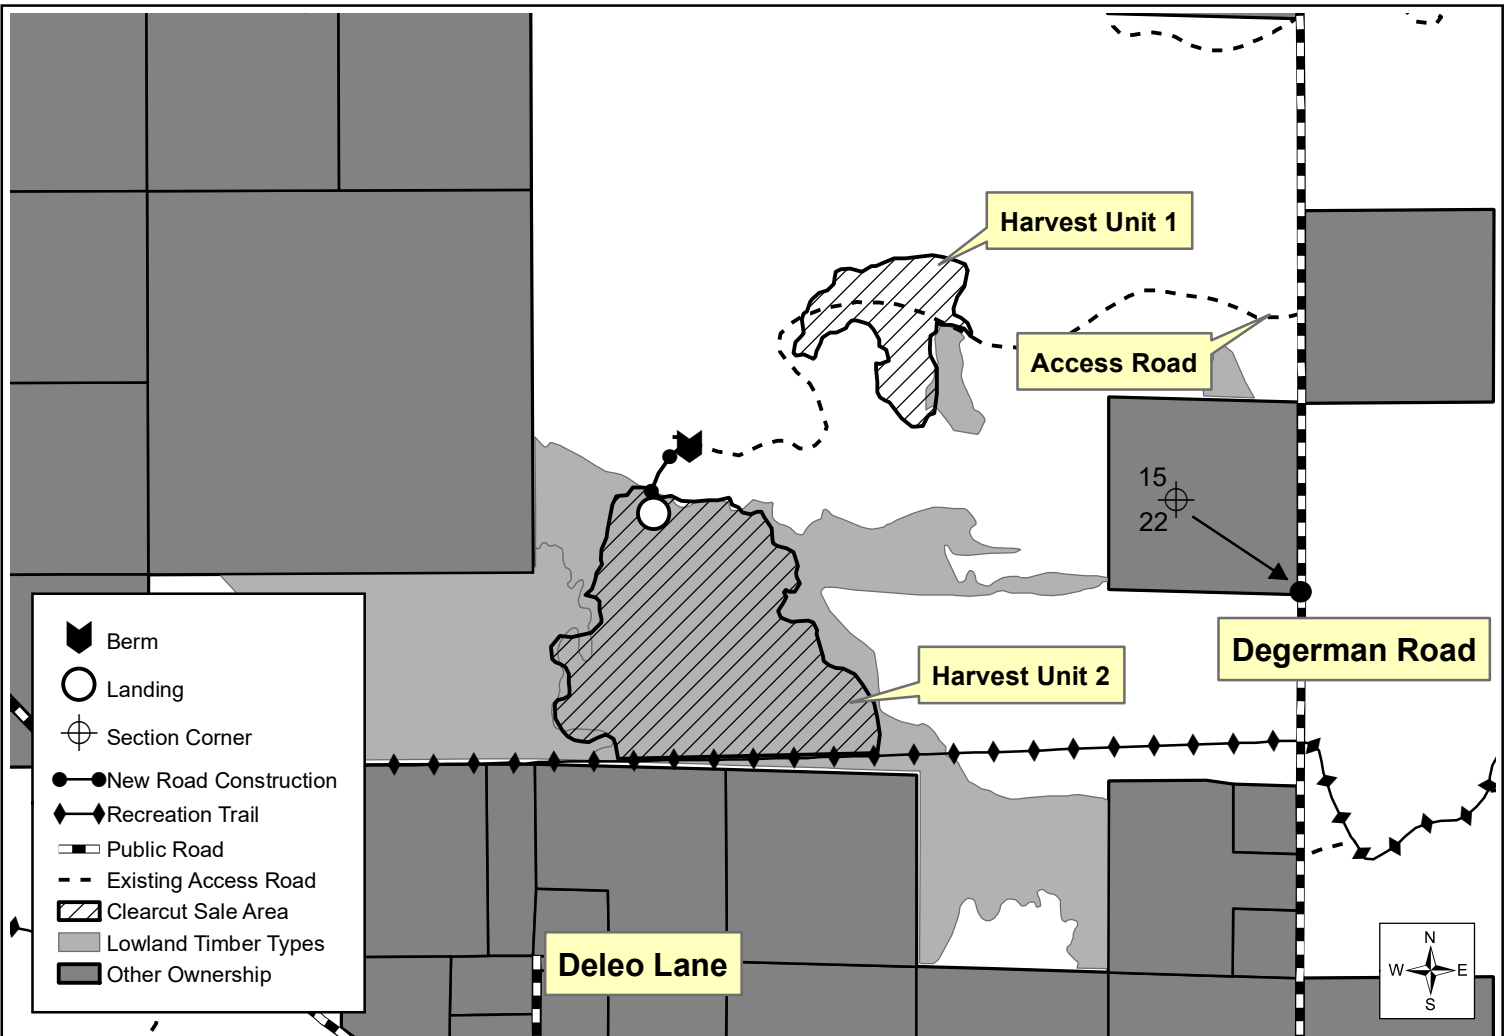 Harvest Unit 1
Access Road
15
22
Degerman Road
Harvest Unit 2
Deleo Lane
Berm
Landing
Section Corner
New Road Construction
Recreation Trail
Public Road
Existing Access Road
Clearcut Sale Area
Lowland Timber Types
Other Ownership
N
W E
S